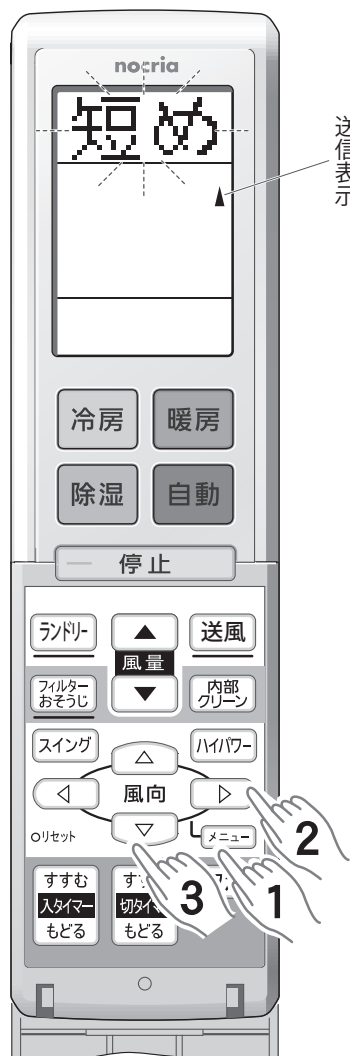 nocria
短め
送信表示
冷房 暖房
除湿 自動
停止
ランドリー 風量 送風
フィルター
おそうじ
内部
クリーン
スイング ハイパワー
風向
リセット メニュー
2
3
1
すすむ
入タイマー
もどる
す
切タイマ
もどる